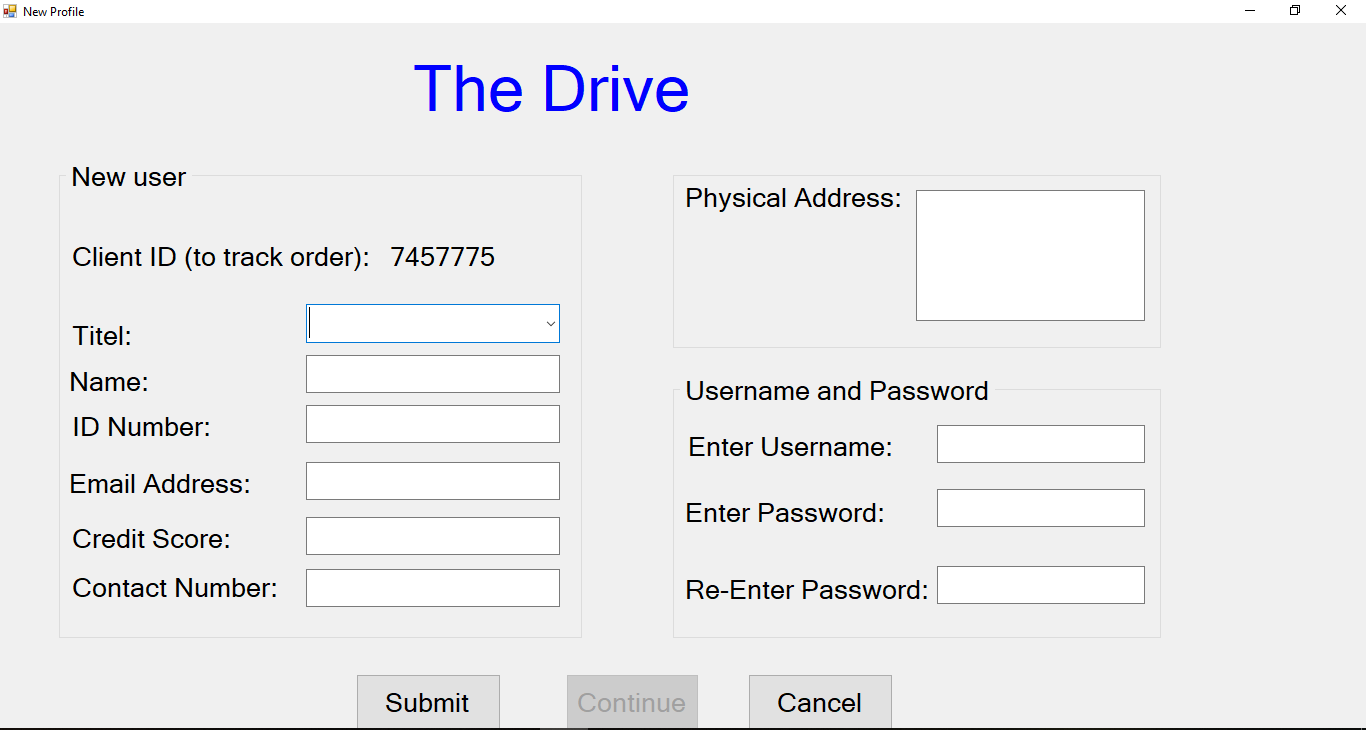 New Profile
The Drive
New user
Client ID (to track order): 7457775
Titel:
Name:
ID Number:
Email Address:
Credit Score:
Contact Number:
Physical Address:
Username and Password
Enter Username:
Enter Password:
Re-Enter Password:
Submit Continue Cancel